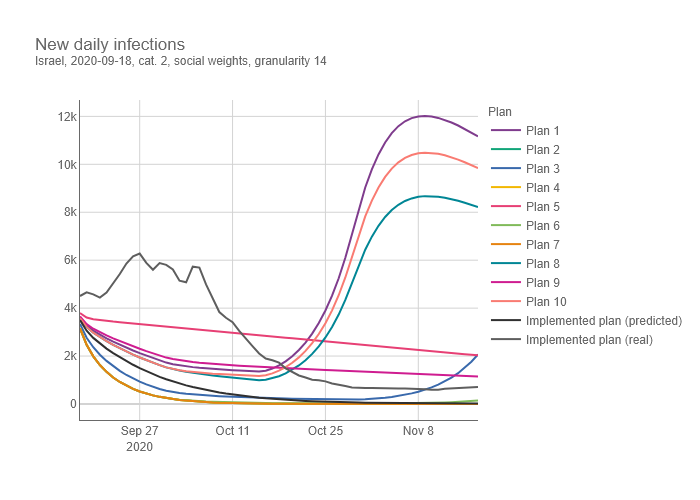 New daily infections
Israel, 2020-09-18, cat. 2, social weights, granularity 14
12k
10k
8k
6k
4k
2k
0
Sep 27
2020
Oct 11
Oct 25
Nov 8
Plan
Plan 1
Plan 2
Plan 3
Plan 4
Plan 5
Plan 6
Plan 7
Plan 8
Plan 9
Plan 10
Implemented plan (predicted)
Implemented plan (real)